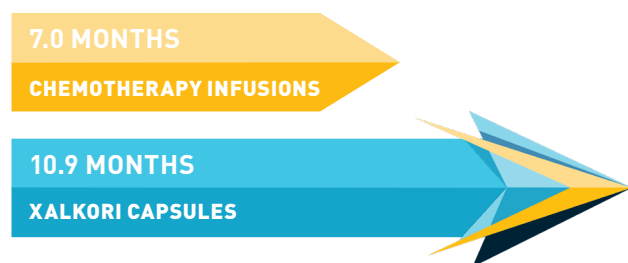 7.0 MONTHS
CHEMOTHERAPY INFUSIONS
10.9 MONTHS
XALKORI CAPSULES